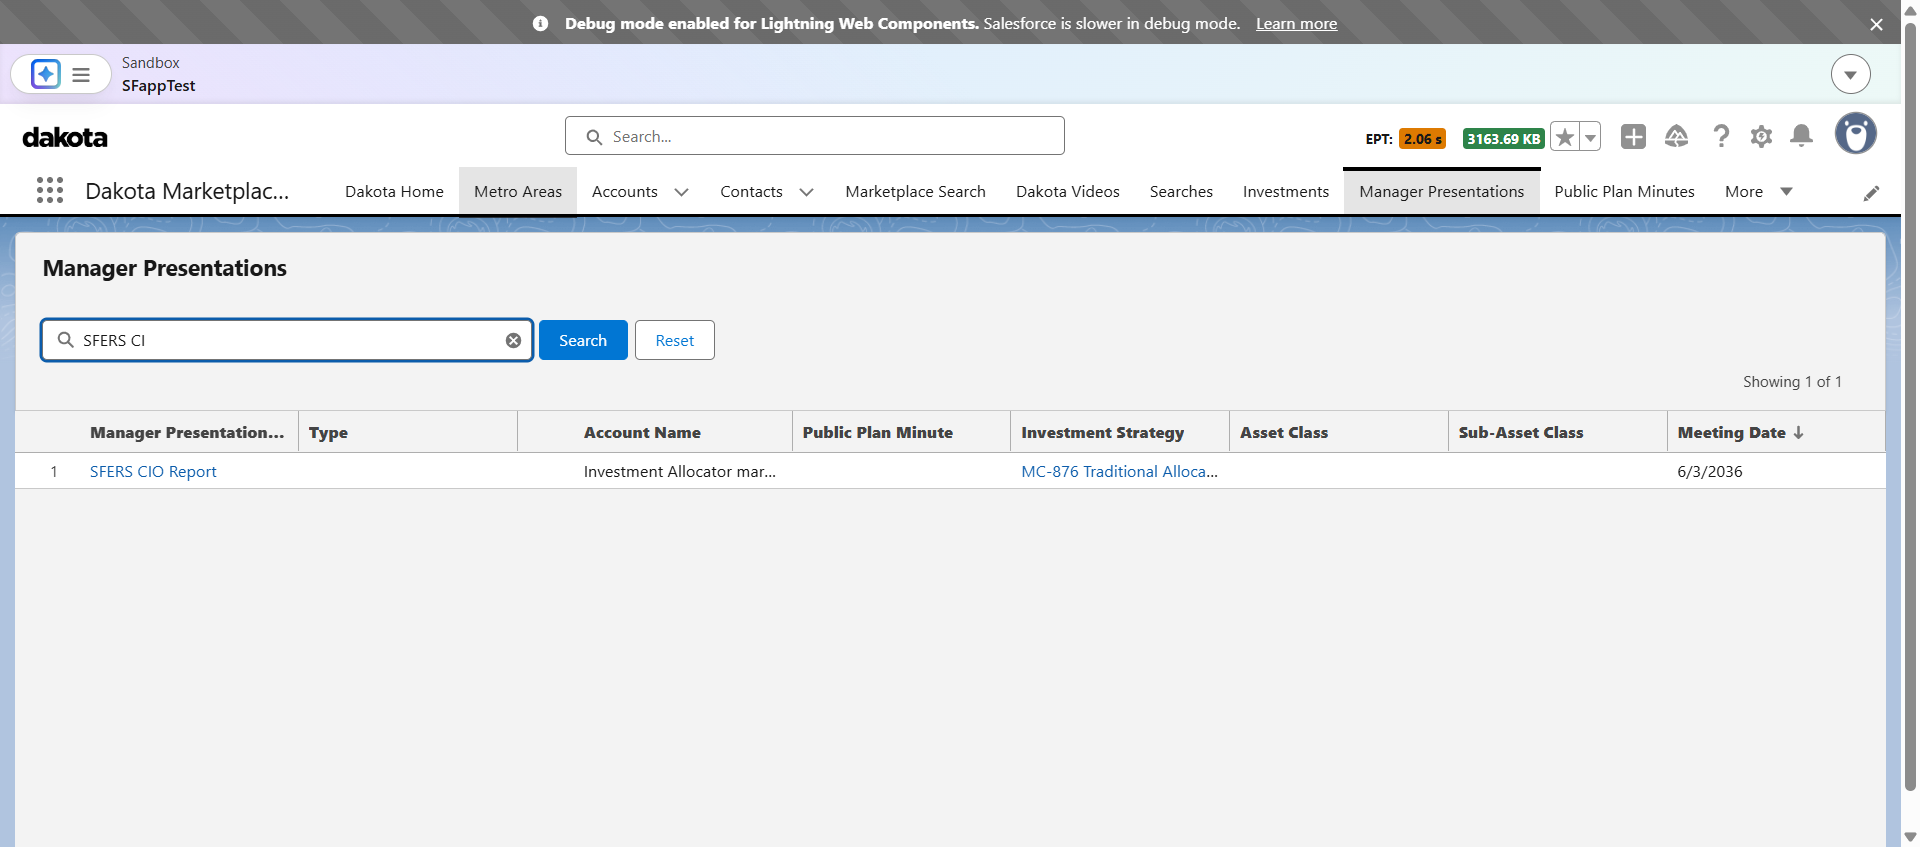 Debug mode enabled for Lightning Web Components. Salesforce is slower in debug mode. Learn more
Sandbox
SFappTest
dakota
Search...
EPT: 2.06 s 3163.69 KB
Dakota Marketplac...
Dakota Home Metro Areas Accounts Contacts Marketplace Search Dakota Videos Searches Investments Manager Presentations Public Plan Minutes More
Manager Presentations
SFERS CI
Search
Reset
Showing 1 of 1
Manager Presentation... Type Account Name Public Plan Minute Investment Strategy Asset Class Sub-Asset Class Meeting Date
1 SFERS CIO Report Investment Allocator mar... MC-876 Traditional Alloca... 6/3/2036